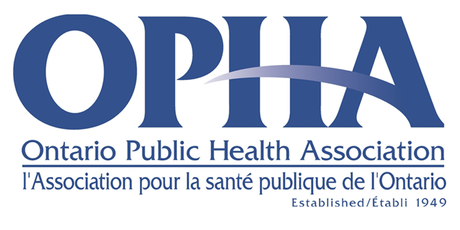 OPHA
Ontario Public Health Association
l'Association pour la santé publique de l'Ontario
Established/Établi 1949